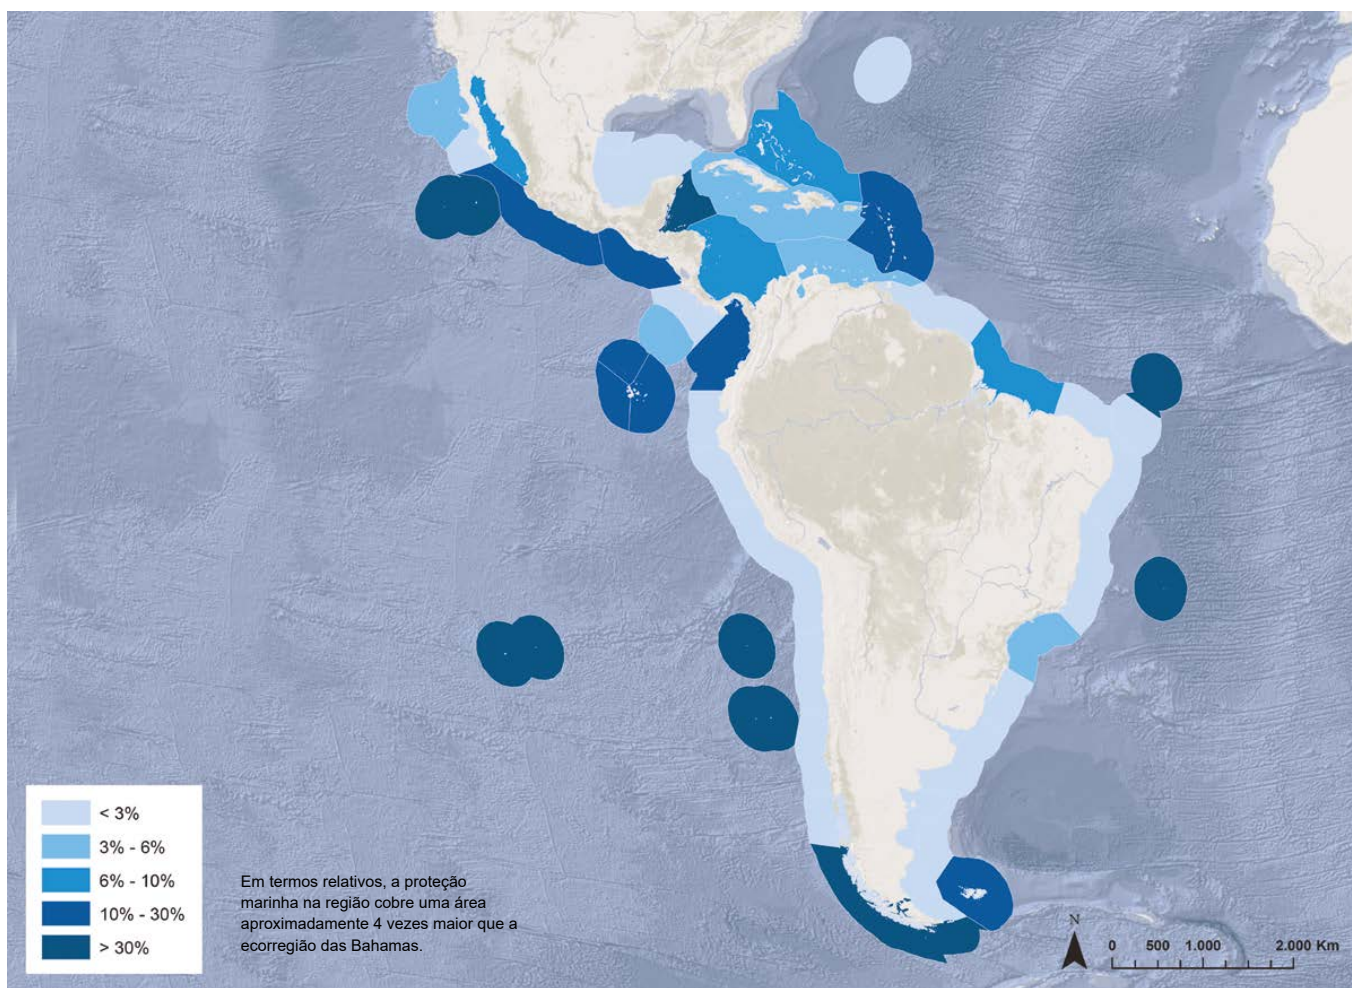 < 3%
3% - 6%
6% - 10%
10% - 30%
> 30%
Em termos relativos, a proteção
marinha na região cobre uma área
aproximadamente 4 vezes maior que a
ecorregião das Bahamas.
N
0 500 1.000 2.000 Km